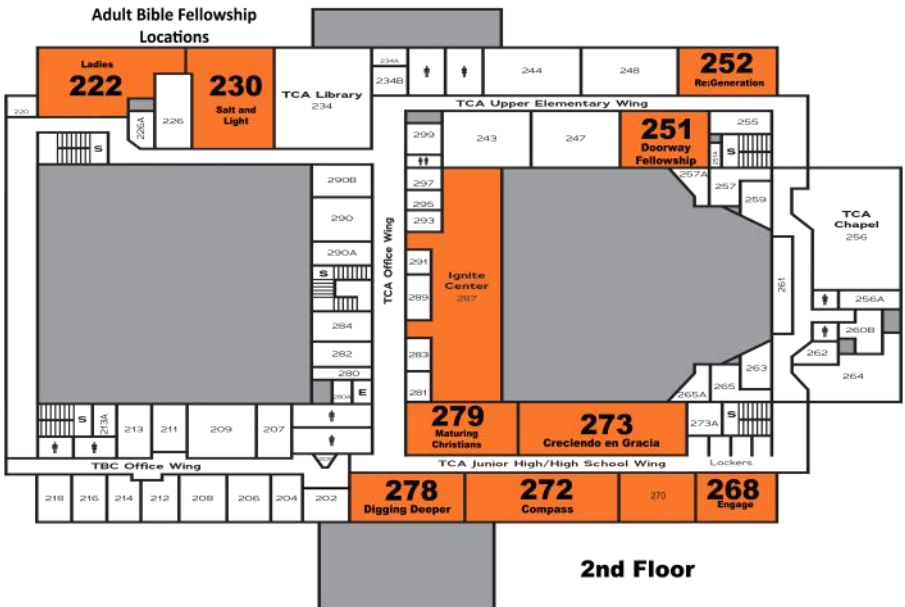 Adult Bible Fellowship
Locations
Ladies
222
230
Salt and
Light
TCA Library
234
234A
234B
244
248
252
Re:Generation
220
226A
226
TCA Upper Elementary Wing
S
299
243
247
251
Doorway
Fellowship
255
251A
S
290B
297
257A
257
259
295
293
290
TCA Office Wing
TCA
Chapel
256
290A
291
Ignite
Center
287
261
S
289
256A
284
260B
282
283
262
263
280
264
280A
E
281
265A
265
S
213A
213
211
209
207
279
Maturing
Christians
273
Creciendo en Gracia
273A
S
TBC Office Wing
TCA Junior High/High School Wing
Lockers
218
216
214
212
208
206
204
202
278
Digging Deeper
272
Compass
270
268
Engage
2nd Floor